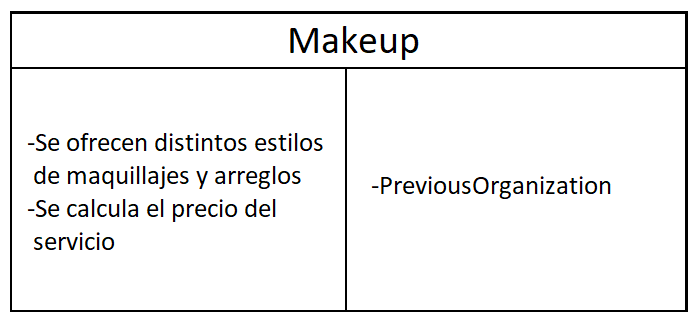 Makeup
-Se ofrecen distintos estilos
de maquillajes y arreglos
-Se calcula el precio del
servicio
-PreviousOrganization